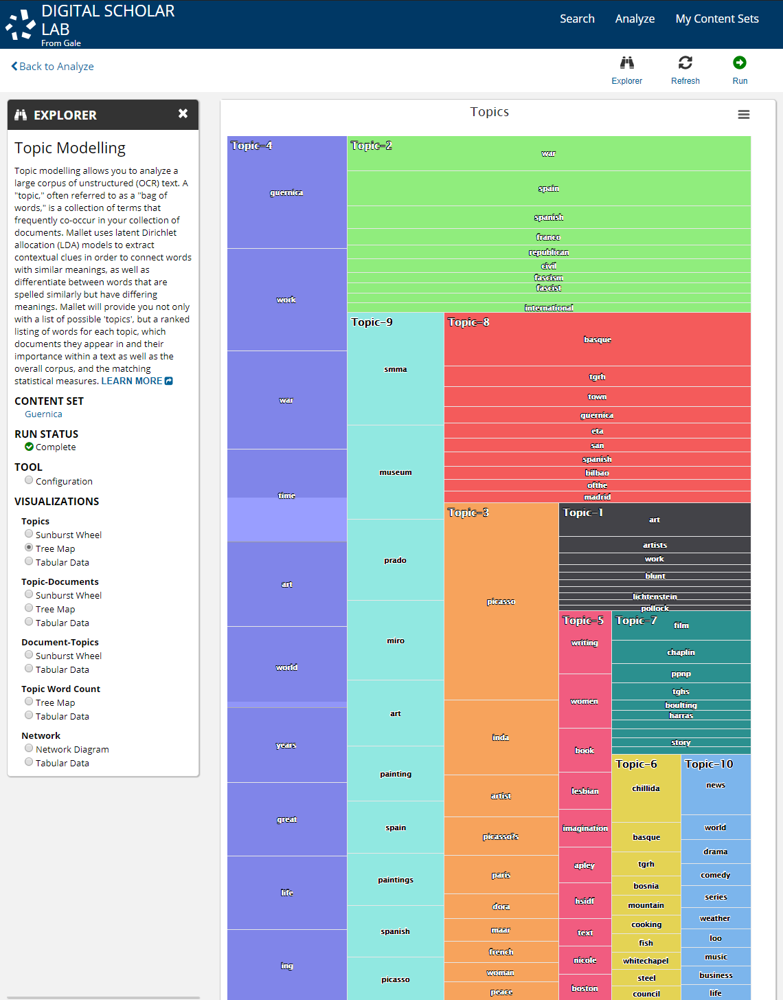 DIGITAL SCHOLAR
LAB
From Gale
Search
Analyze
My Content Sets
Back to Analyze
Explorer
Refresh
Run
EXPLORER
Topic Modelling
Topic modelling allows you to analyze a
large corpus of unstructured (OCR) text. A
"topic," often referred to as a "bag of
words," is a collection of terms that
frequently co-occur in your collection of
documents. Mallet uses latent Dirichlet
allocation (LDA) models to extract
contextual clues in order to connect words
with similar meanings, as well as
differentiate between words that are
spelled similarly but have differing
meanings. Mallet will provide you not only
with a list of possible 'topics', but a ranked
listing of words for each topic, which
documents they appear in and their
importance within a text as well as the
overall corpus, and the matching
statistical measures. LEARN MORE
CONTENT SET
Guernica
RUN STATUS
Complete
TOOL
Configuration
VISUALIZATIONS
Topics
Sunburst Wheel
Tree Map
Tabular Data
Topic-Documents
Sunburst Wheel
Tree Map
Tabular Data
Document-Topics
Sunburst Wheel
Tabular Data
Topic Word Count
Tree Map
Tabular Data
Network
Network Diagram
Tabular Data
Topics
Topic-4
guernica
work
war
time
art
world
years
great
life
ing
Topic-2
war
spain
spanish
franco
republican
civil
fascism
fascist
international
Topic-9
smma
museum
prado
miro
art
painting
spain
paintings
spanish
picasso
Topic-8
basque
tgrh
town
guernica
eta
san
spanish
bilbao
ofthe
madrid
Topic-3
picasso
inda
artist
picasso?s
paris
dora
maar
french
woman
peace
Topic-1
art
artists
work
blunt
lichtenstein
pollock
Topic-5
writing
women
book
lesbian
imagination
apley
hsidf
text
nicole
boston
Topic-7
film
chaplin
ppnp
tghs
boulting
harras
story
Topic-6
chillida
basque
tgrh
bosnia
mountain
cooking
fish
whitechapel
steel
council
Topic-10
news
world
drama
comedy
series
weather
loo
music
business
life